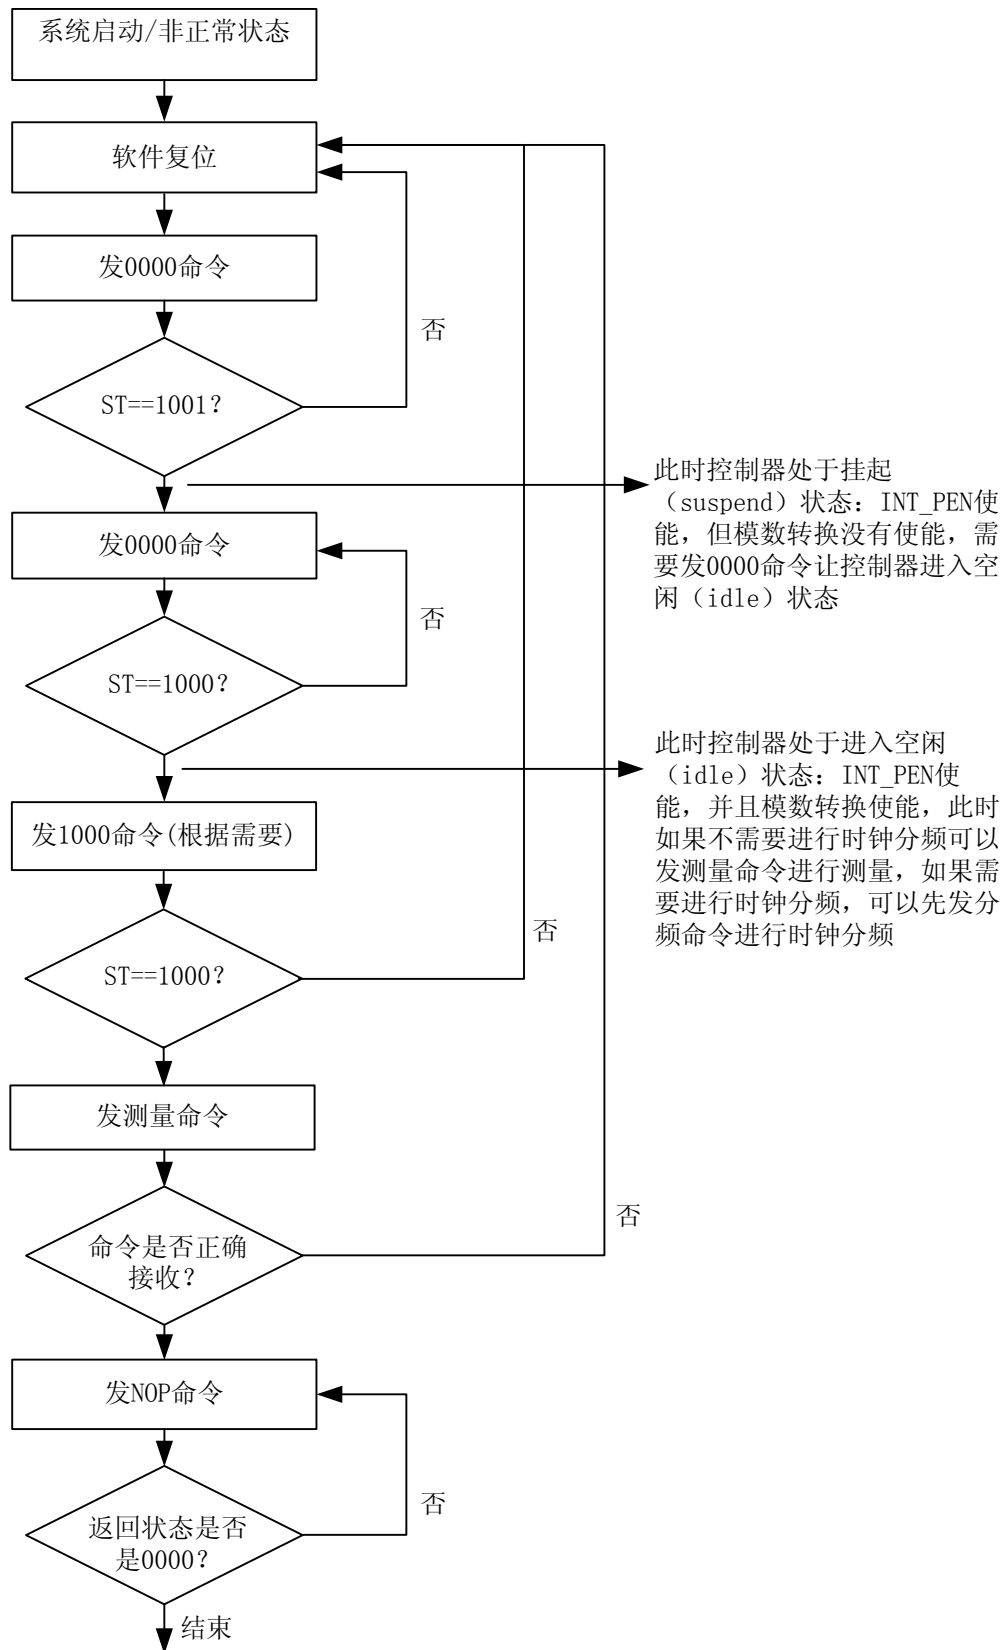 系统启动/非正常状态
软件复位
发0000命令
否
ST==1001?
此时控制器处于挂起
（suspend）状态：INT_PEN使
能，但模数转换没有使能，需
要发0000命令让控制器进入空
闲（idle）状态
发0000命令
否
ST==1000?
此时控制器处于进入空闲
（idle）状态：INT_PEN使
能，并且模数转换使能，此时
如果不需要进行时钟分频可以
发测量命令进行测量，如果需
要进行时钟分频，可以先发分
频命令进行时钟分频
发1000命令(根据需要)
否
ST==1000?
发测量命令
否
命令是否正确
接收?
发NOP命令
否
返回状态是否
是0000?
结束